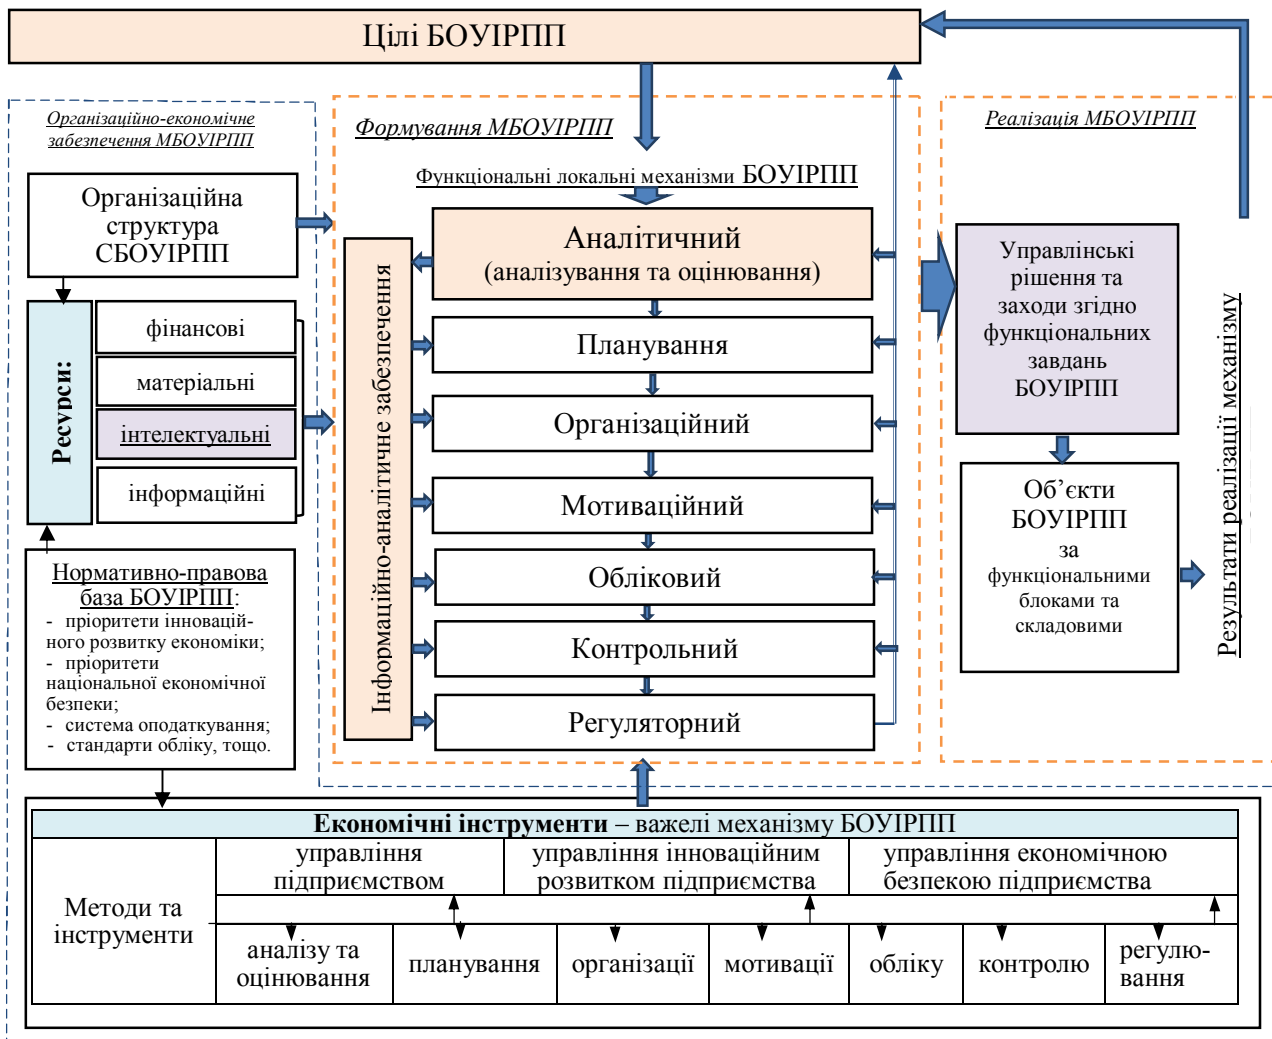 Цілі БОУІРПП
Організаційно-економічне
забезпечення МБОУІРПП
Організаційна
структура
СБОУІРПП
Ресурси:
фінансові
матеріальні
інтелектуальні
інформаційні
Нормативно-правова
база БОУІРПП:
- пріоритети інновацій-
ного розвитку економіки;
- пріоритети
національної економічної
безпеки;
- система оподаткування;
- стандарти обліку, тощо.
Формування МБОУІРПП
Функціональні локальні механізми БОУІРПП
Інформаційно-аналітичне забезпечення
Аналітичний
(аналізування та оцінювання)
Планування
Організаційний
Мотиваційний
Обліковий
Контрольний
Регуляторний
Реалізація МБОУІРПП
Управлінські
рішення та
заходи згідно
функціональних
завдань
БОУІРПП
Об’єкти
БОУІРПП
за
функціональними
блоками та
складовими
Результати реалізації механізму
Економічні інструменти – важелі механізму БОУІРПП
Методи та
інструменти
управління
підприємством
управління інноваційним
розвитком підприємства
управління економічною
безпекою підприємства
аналізу та
оцінювання
планування
організації
мотивації
обліку
контролю
регулю-
вання